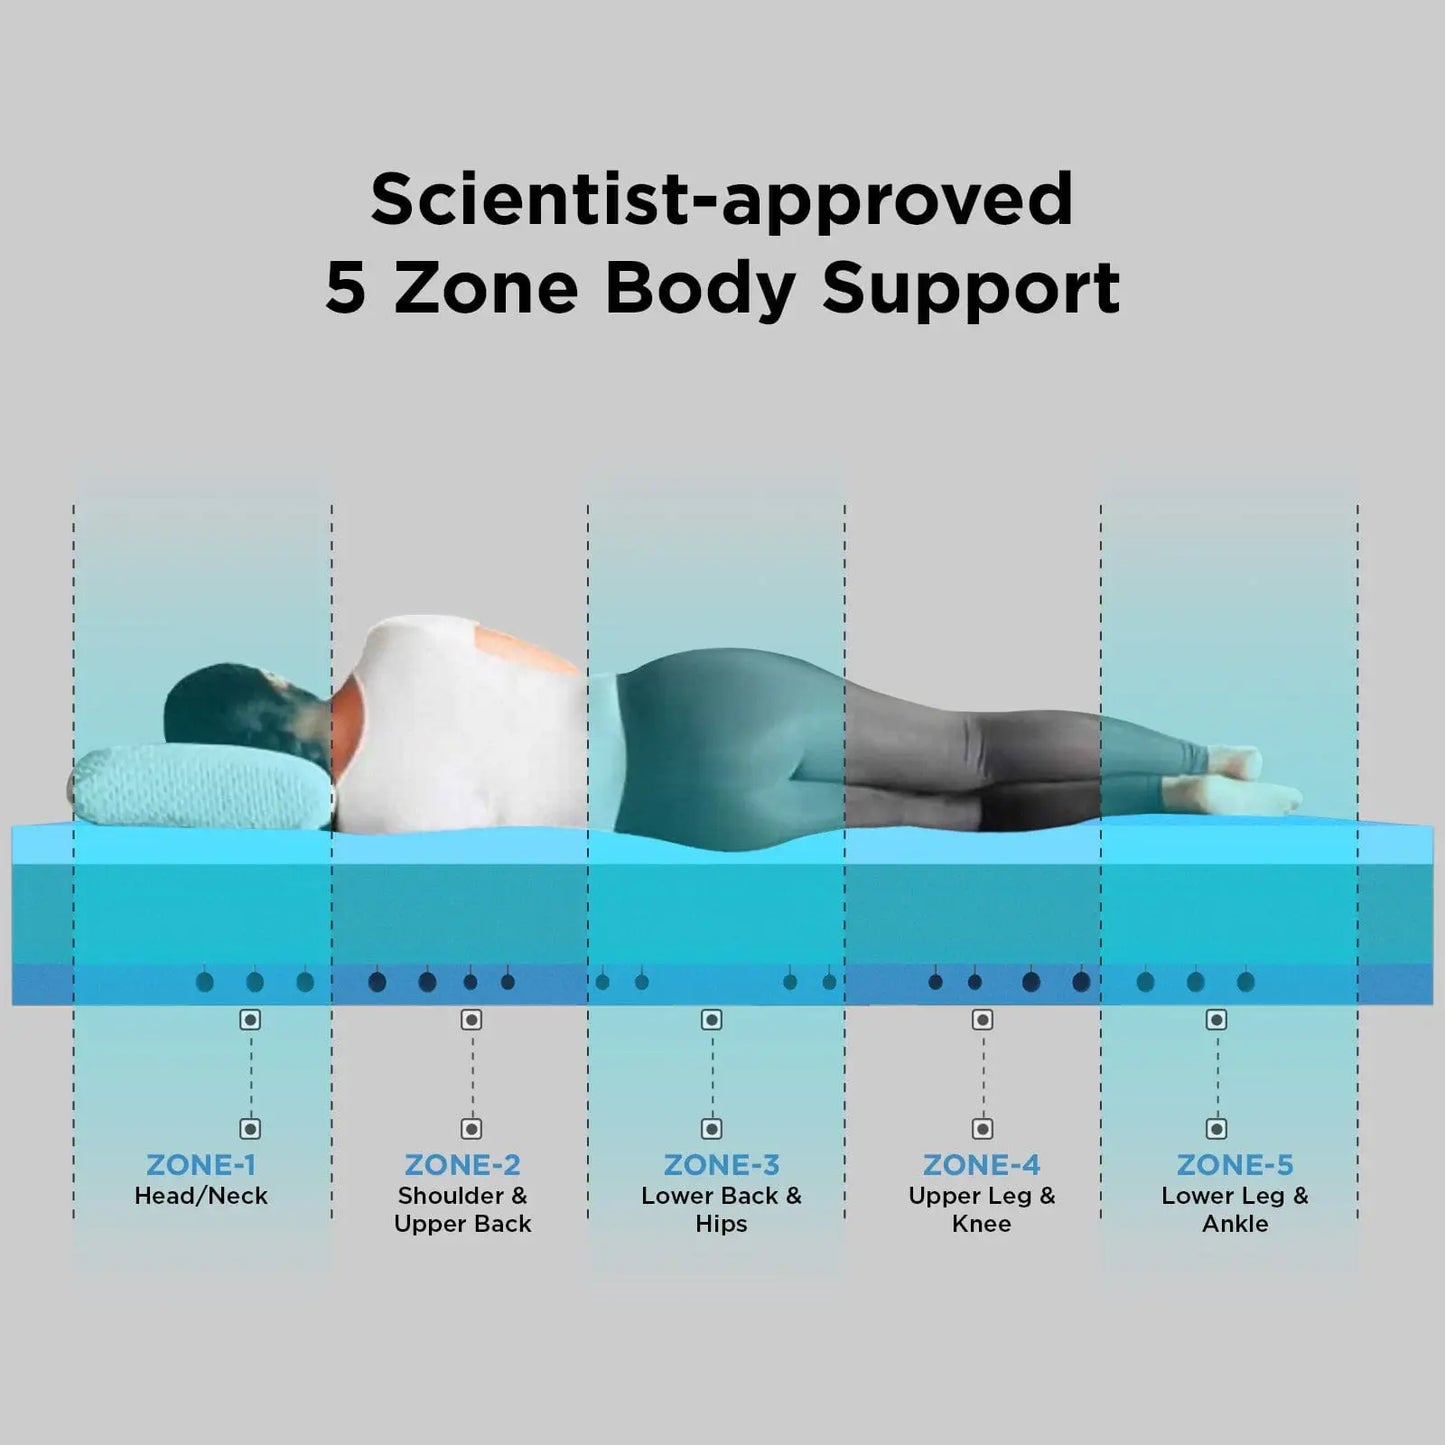 Scientist-approved
5 Zone Body Support
ZONE-1
Head/Neck
ZONE-2
Shoulder &
Upper Back
ZONE-3
Lower Back &
Hips
ZONE-4
Upper Leg &
Knee
ZONE-5
Lower Leg &
Ankle